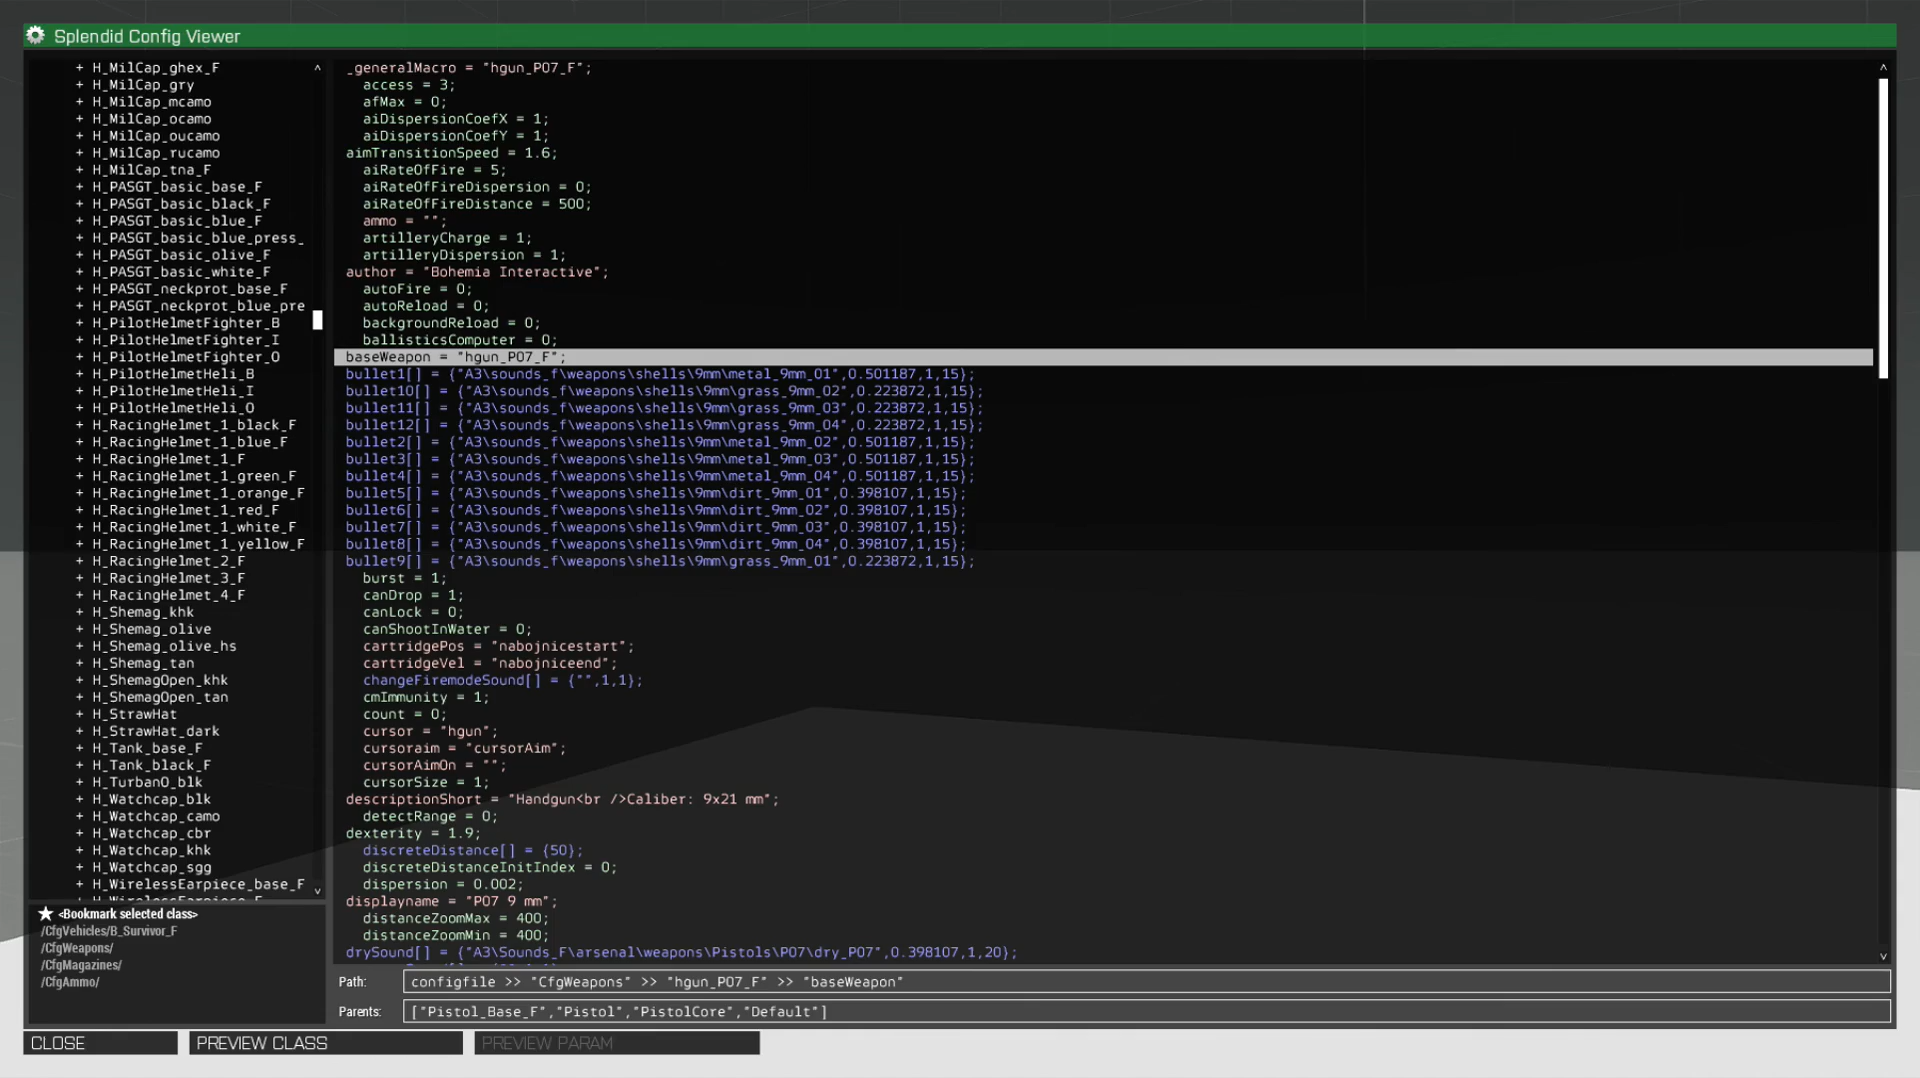 Splendid Config Viewer
+ H_MilCap_ghex_F
+ H_MilCap_gry
+ H_MilCap_mcamo
+ H_MilCap_ocamo
+ H_MilCap_oucamo
+ H_MilCap_rucamo
+ H_MilCap_tna_F
+ H_PASGT_basic_base_F
+ H_PASGT_basic_black_F
+ H_PASGT_basic_blue_F
+ H_PASGT_basic_blue_press_
+ H_PASGT_basic_olive_F
+ H_PASGT_basic_white_F
+ H_PASGT_neckprot_base_F
+ H_PASGT_neckprot_blue_pre
+ H_PilotHelmetFighter_B
+ H_PilotHelmetFighter_I
+ H_PilotHelmetFighter_O
+ H_PilotHelmetHeli_B
+ H_PilotHelmetHeli_I
+ H_PilotHelmetHeli_O
+ H_RacingHelmet_1_black_F
+ H_RacingHelmet_1_blue_F
+ H_RacingHelmet_1_F
+ H_RacingHelmet_1_green_F
+ H_RacingHelmet_1_orange_F
+ H_RacingHelmet_1_red_F
+ H_RacingHelmet_1_white_F
+ H_RacingHelmet_1_yellow_F
+ H_RacingHelmet_2_F
+ H_RacingHelmet_3_F
+ H_RacingHelmet_4_F
+ H_Shemag_khk
+ H_Shemag_olive
+ H_Shemag_olive_hs
+ H_Shemag_tan
+ H_ShemagOpen_khk
+ H_ShemagOpen_tan
+ H_StrawHat
+ H_StrawHat_dark
+ H_Tank_base_F
+ H_Tank_black_F
+ H_TurbanO_blk
+ H_Watchcap_blk
+ H_Watchcap_camo
+ H_Watchcap_cbr
+ H_Watchcap_khk
+ H_Watchcap_sgg
+ H_WirelessEarpiece_base_F
+ H_WirelessEarpiece_F
<Bookmark selected class>
/CfgVehicles/B_Survivor_F
/CfgWeapons/
/CfgMagazines/
/CfgAmmo/
_generalMacro = "hgun_P07_F";
access = 3;
afMax = 0;
aiDispersionCoefX = 1;
aiDispersionCoefY = 1;
aimTransitionSpeed = 1.6;
aiRateOfFire = 5;
aiRateOfFireDispersion = 0;
aiRateOfFireDistance = 500;
ammo = "";
artilleryCharge = 1;
artilleryDispersion = 1;
author = "Bohemia Interactive";
autoFire = 0;
autoReload = 0;
backgroundReload = 0;
ballisticsComputer = 0;
baseWeapon = "hgun_P07_F";
bullet1[] = {"A3\sounds_f\weapons\shells\9mm\metal_9mm_01",0.501187,1,15};
bullet10[] = {"A3\sounds_f\weapons\shells\9mm\grass_9mm_02",0.223872,1,15};
bullet11[] = {"A3\sounds_f\weapons\shells\9mm\grass_9mm_03",0.223872,1,15};
bullet12[] = {"A3\sounds_f\weapons\shells\9mm\grass_9mm_04",0.223872,1,15};
bullet2[] = {"A3\sounds_f\weapons\shells\9mm\metal_9mm_02",0.501187,1,15};
bullet3[] = {"A3\sounds_f\weapons\shells\9mm\metal_9mm_03",0.501187,1,15};
bullet4[] = {"A3\sounds_f\weapons\shells\9mm\metal_9mm_04",0.501187,1,15};
bullet5[] = {"A3\sounds_f\weapons\shells\9mm\dirt_9mm_01",0.398107,1,15};
bullet6[] = {"A3\sounds_f\weapons\shells\9mm\dirt_9mm_02",0.398107,1,15};
bullet7[] = {"A3\sounds_f\weapons\shells\9mm\dirt_9mm_03",0.398107,1,15};
bullet8[] = {"A3\sounds_f\weapons\shells\9mm\dirt_9mm_04",0.398107,1,15};
bullet9[] = {"A3\sounds_f\weapons\shells\9mm\grass_9mm_01",0.223872,1,15};
burst = 1;
canDrop = 1;
canLock = 0;
canShootInWater = 0;
cartridgePos = "nabojnicestart";
cartridgeVel = "nabojniceend";
changeFiremodeSound[] = {"",1,1};
cmImmunity = 1;
count = 0;
cursor = "hgun";
cursoraim = "cursorAim";
cursorAimOn = "";
cursorSize = 1;
descriptionShort = "Handgun<br />Caliber: 9x21 mm";
detectRange = 0;
dexterity = 1.9;
discreteDistance[] = {50};
discreteDistanceInitIndex = 0;
dispersion = 0.002;
displayname = "P07 9 mm";
distanceZoomMax = 400;
distanceZoomMin = 400;
drySound[] = {"A3\Sounds_F\arsenal\weapons\Pistols\P07\dry_P07",0.398107,1,20};
Path: configfile >> "CfgWeapons" >> "hgun_P07_F" >> "baseWeapon"
Parents: ["Pistol_Base_F","Pistol","PistolCore","Default"]
CLOSE
PREVIEW CLASS
PREVIEW PARAM